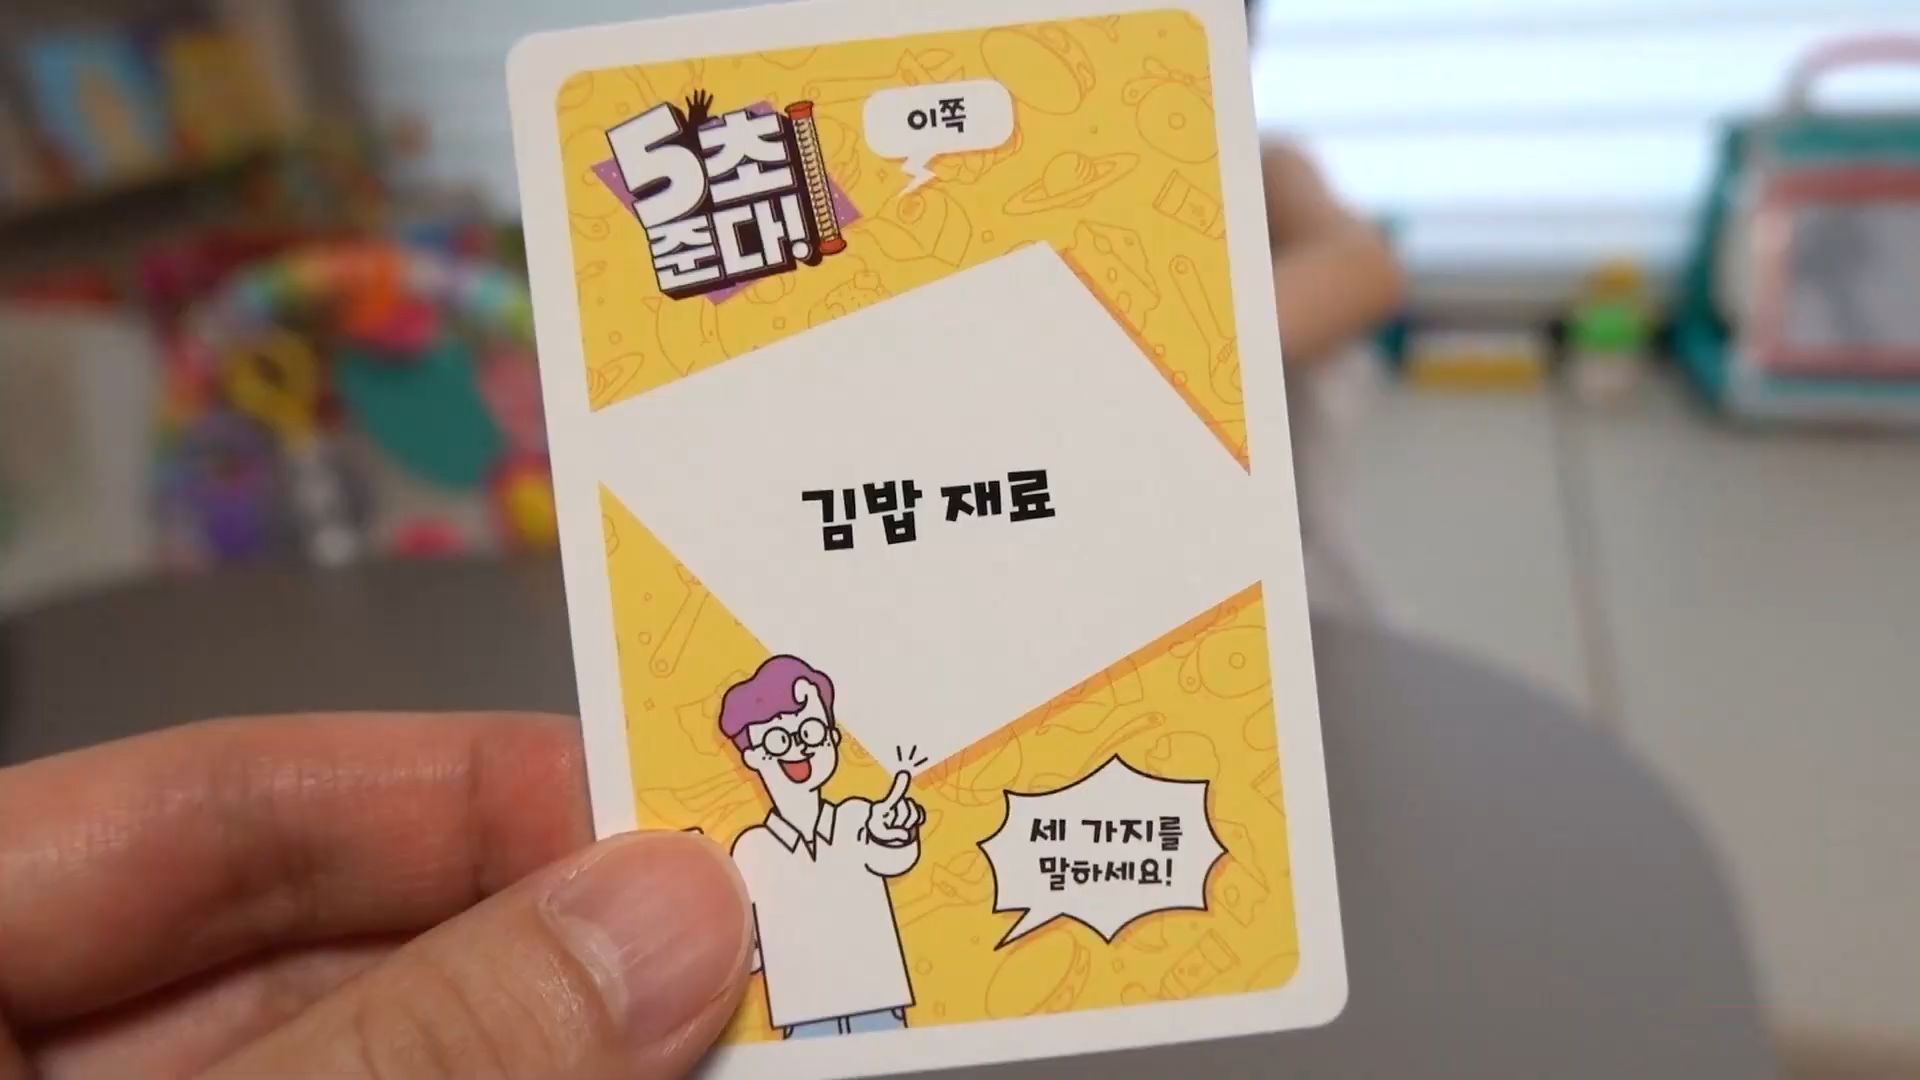 5초
준다!
이쪽
김밥 재료
세 가지를
말하세요!